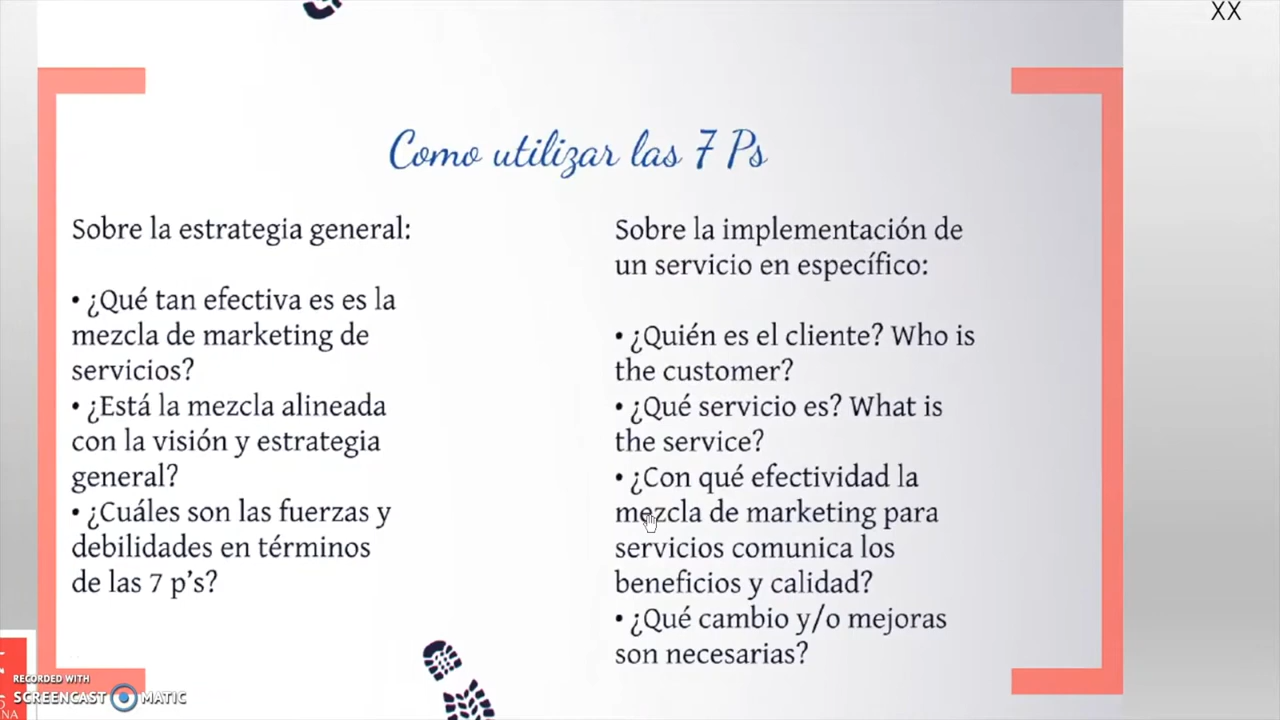 XX
Como utilizar las 7 Ps
Sobre la estrategia general:
• ¿Qué tan efectiva es es la
mezcla de marketing de
servicios?
• ¿Está la mezcla alineada
con la visión y estrategia
general?
• ¿Cuáles son las fuerzas y
debilidades en términos
de las 7 p’s?
Sobre la implementación de
un servicio en específico:
• ¿Quién es el cliente? Who is
the customer?
• ¿Qué servicio es? What is
the service?
• ¿Con qué efectividad la
mezcla de marketing para
servicios comunica los
beneficios y calidad?
• ¿Qué cambio y/o mejoras
son necesarias?
RECORDED WITH
SCREENCAST MATIC